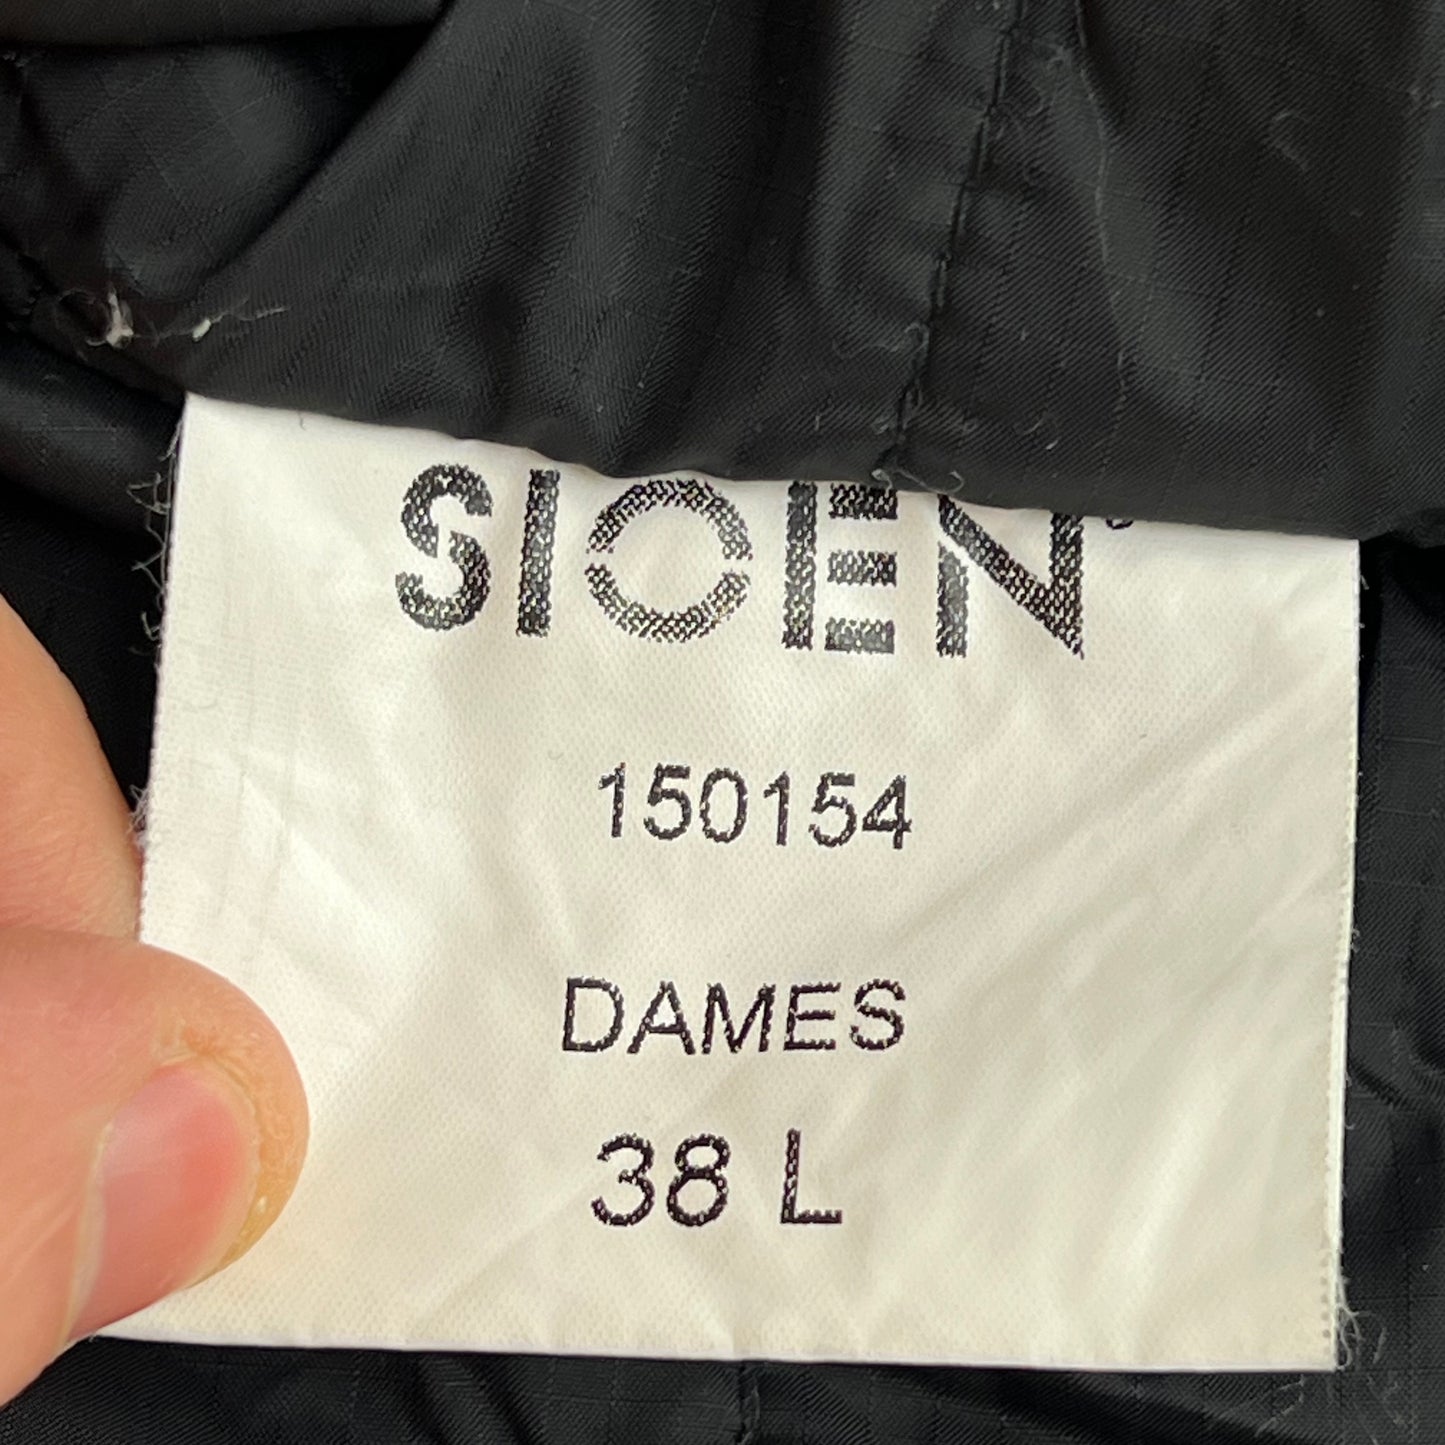 SIOEN
150154
DAMES
38 L